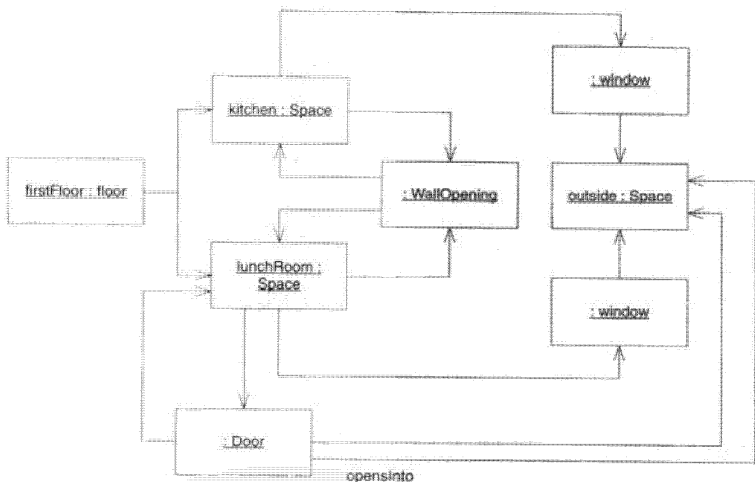 : window
kitchen : Space
firstFloor : floor
: WallOpening
outside : Space
lunchRoom :
Space
: window
: Door
opensInto